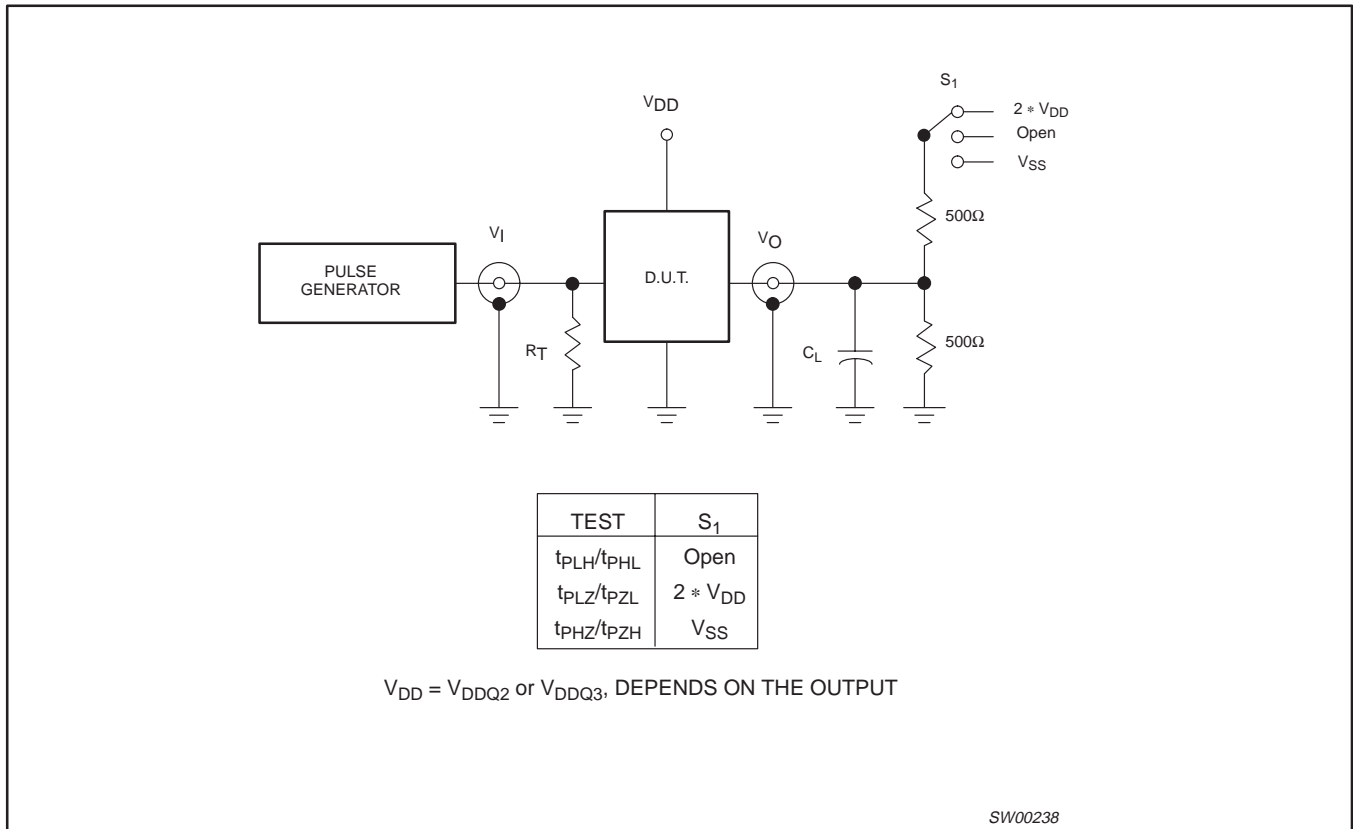 S1
2 * VDD
Open
VSS
VDD
500Ω
VI
VO
PULSE
GENERATOR
D.U.T.
RT
CL
500Ω
TEST S1
tPLH/tPHL Open
tPLZ/tPZL 2 * VDD
tPHZ/tPZH VSS
VDD = VDDQ2 or VDDQ3, DEPENDS ON THE OUTPUT
SW00238